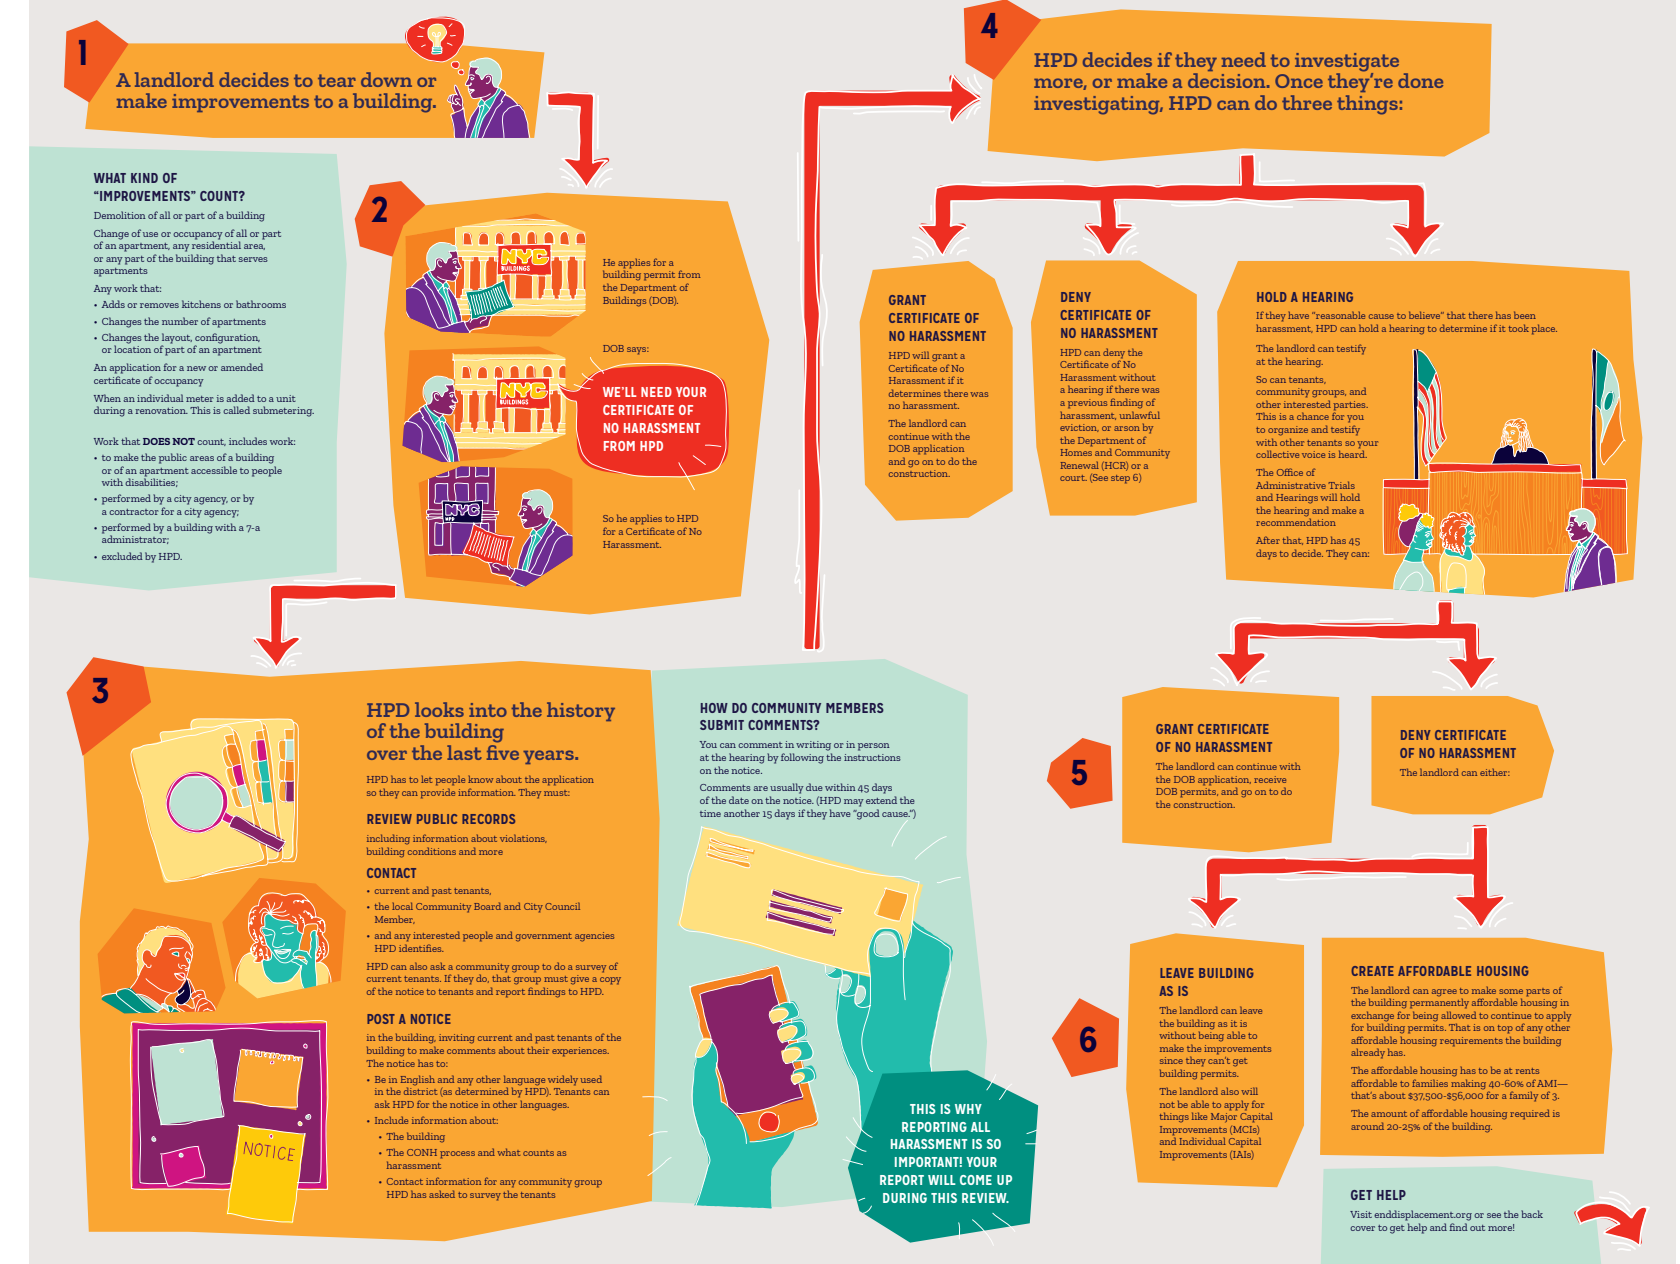 1
A landlord decides to tear down or
make improvements to a building.
WHAT KIND OF
“IMPROVEMENTS” COUNT?
Demolition of all or part of a building
Change of use or occupancy of all or part
of an apartment, any residential area,
or any part of the building that serves
apartments
Any work that:
• Adds or removes kitchens or bathrooms
• Changes the number of apartments
• Changes the layout, configuration,
or location of part of an apartment
An application for a new or amended
certificate of occupancy
When an individual meter is added to a unit
during a renovation. This is called submetering.
Work that DOES NOT count, includes work:
• to make the public areas of a building
or of an apartment accessible to people
with disabilities;
• performed by a city agency, or by
a contractor for a city agency;
• performed by a building with a 7-a
administrator;
• excluded by HPD.
2
NYC
BUILDINGS
He applies for a
building permit from
the Department of
Buildings (DOB).
DOB says:
NYC
BUILDINGS
WE’LL NEED YOUR
CERTIFICATE OF
NO HARASSMENT
FROM HPD
NYC
HPD
So he applies to HPD
for a Certificate of No
Harassment.
3
HPD looks into the history
of the building
over the last five years.
HPD has to let people know about the application
so they can provide information. They must:
REVIEW PUBLIC RECORDS
including information about violations,
building conditions and more
CONTACT
• current and past tenants,
• the local Community Board and City Council
Member,
• and any interested people and government agencies
HPD identifies.
HPD can also ask a community group to do a survey of
current tenants. If they do, that group must give a copy
of the notice to tenants and report findings to HPD.
POST A NOTICE
in the building, inviting current and past tenants of the
building to make comments about their experiences.
The notice has to:
• Be in English and any other language widely used
in the district (as determined by HPD). Tenants can
ask HPD for the notice in other languages.
• Include information about:
• The building
• The CONH process and what counts as
harassment
• Contact information for any community group
HPD has asked to survey the tenants
NOTICE
HOW DO COMMUNITY MEMBERS
SUBMIT COMMENTS?
You can comment in writing or in person
at the hearing by following the instructions
on the notice.
Comments are usually due within 45 days
of the date on the notice. (HPD may extend the
time another 15 days if they have “good cause.”)
THIS IS WHY
REPORTING ALL
HARASSMENT IS SO
IMPORTANT! YOUR
REPORT WILL COME UP
DURING THIS REVIEW.
4
HPD decides if they need to investigate
more, or make a decision. Once they’re done
investigating, HPD can do three things:
GRANT
CERTIFICATE OF
NO HARASSMENT
HPD will grant a
Certificate of No
Harassment if it
determines there was
no harassment.
The landlord can
continue with the
DOB application
and go on to do the
construction.
DENY
CERTIFICATE OF
NO HARASSMENT
HPD can deny the
Certificate of No
Harassment without
a hearing if there was
a previous finding of
harassment, unlawful
eviction, or arson by
the Department of
Homes and Community
Renewal (HCR) or a
court. (See step 6)
HOLD A HEARING
If they have “reasonable cause to believe” that there has been
harassment, HPD can hold a hearing to determine if it took place.
The landlord can testify
at the hearing.
So can tenants,
community groups, and
other interested parties.
This is a chance for you
to organize and testify
with other tenants so your
collective voice is heard.
The Office of
Administrative Trials
and Hearings will hold
the hearing and make a
recommendation
After that, HPD has 45
days to decide. They can:
5
GRANT CERTIFICATE
OF NO HARASSMENT
The landlord can continue with
the DOB application, receive
DOB permits, and go on to do
the construction.
DENY CERTIFICATE
OF NO HARASSMENT
The landlord can either:
6
LEAVE BUILDING
AS IS
The landlord can leave
the building as it is
without being able to
make the improvements
since they can’t get
building permits.
The landlord also will
not be able to apply for
things like Major Capital
Improvements (MCIs)
and Individual Capital
Improvements (IAIs)
CREATE AFFORDABLE HOUSING
The landlord can agree to make some parts of
the building permanently affordable housing in
exchange for being allowed to continue to apply
for building permits. That is on top of any other
affordable housing requirements the building
already has.
The affordable housing has to be at rents
affordable to families making 40-60% of AMI—
that’s about $37,500-$56,000 for a family of 3.
The amount of affordable housing required is
around 20-25% of the building.
GET HELP
Visit enddisplacement.org or see the back
cover to get help and find out more!